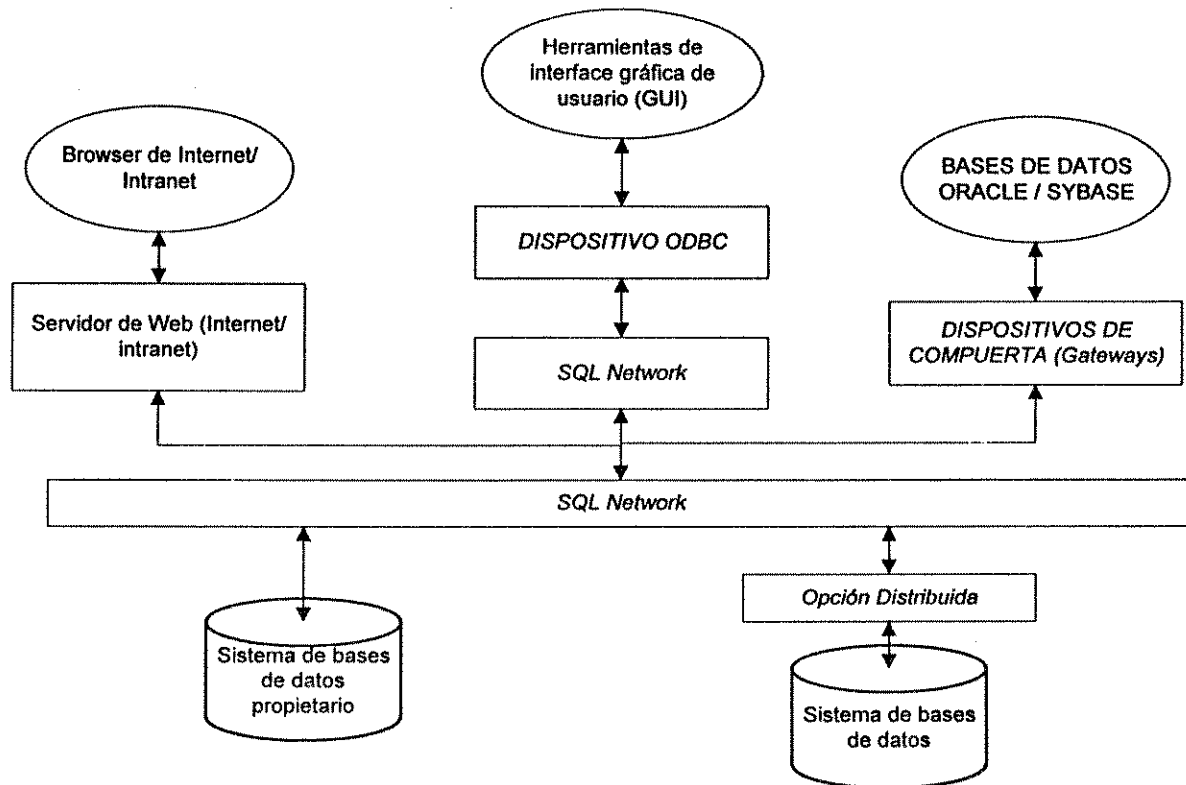 Herramientas de
interface gráfica de
usuario (GUI)
Browser de Internet/
Intranet
BASES DE DATOS
ORACLE / SYBASE
DISPOSITIVO ODBC
Servidor de Web (Internet/
intranet)
DISPOSITIVOS DE
COMPUERTA (Gateways)
SQL Network
SQL Network
Opción Distribuida
Sistema de bases
de datos
propietario
Sistema de bases
de datos